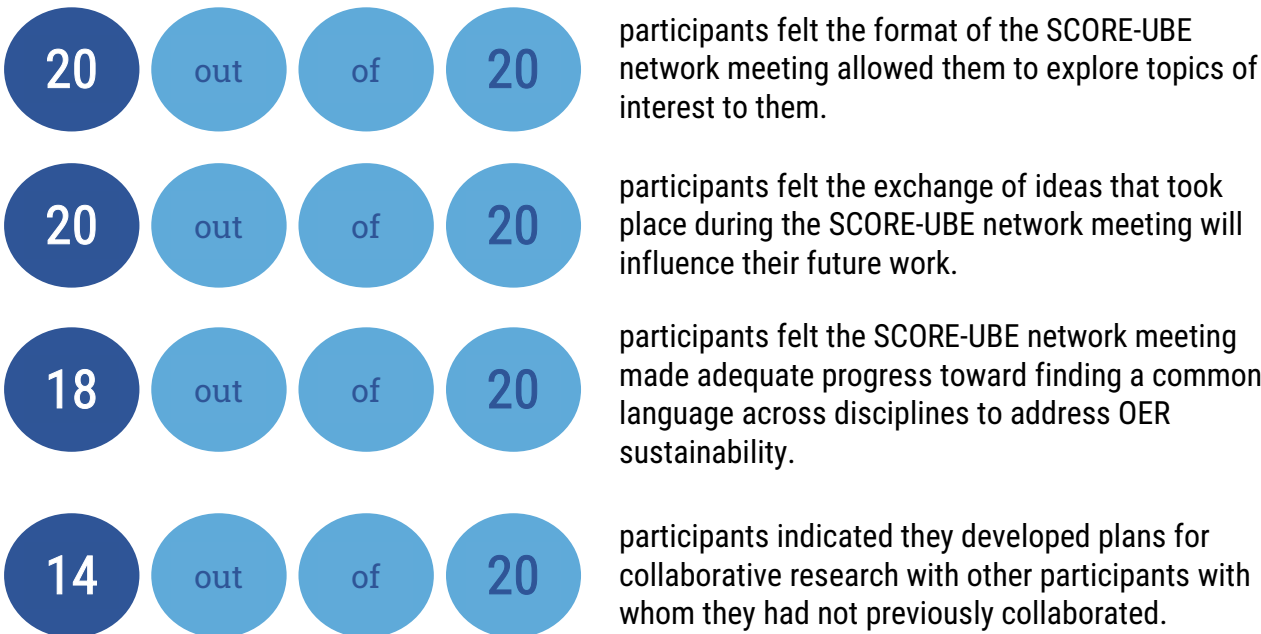 20 out of 20
participants felt the format of the SCORE-UBE
network meeting allowed them to explore topics of
interest to them.
20 out of 20
participants felt the exchange of ideas that took
place during the SCORE-UBE network meeting will
influence their future work.
18 out of 20
participants felt the SCORE-UBE network meeting
made adequate progress toward finding a common
language across disciplines to address OER
sustainability.
14 out of 20
participants indicated they developed plans for
collaborative research with other participants with
whom they had not previously collaborated.